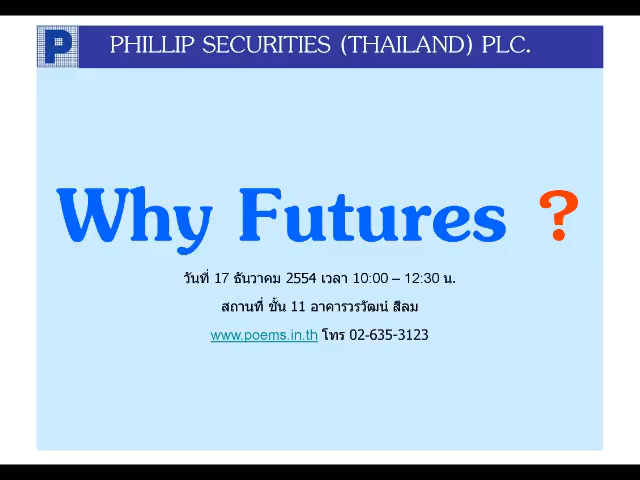 P
PHILLIP SECURITIES (THAILAND) PLC.
Why Futures ?
วันที่ 17 ธันวาคม 2554 เวลา 10:00 – 12:30 น.
สถานที่ ชั้น 11 อาคารวรวัฒน์ สีลม
www.poems.in.th โทร 02-635-3123